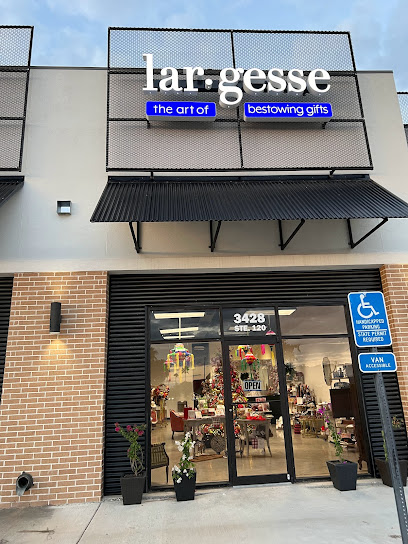 lar·gesse
the art of bestowing gifts
3428
STE. 120
OPEN
HANDICAPPED
PARKING
STATE PERMIT
REQUIRED
VAN
ACCESSIBLE